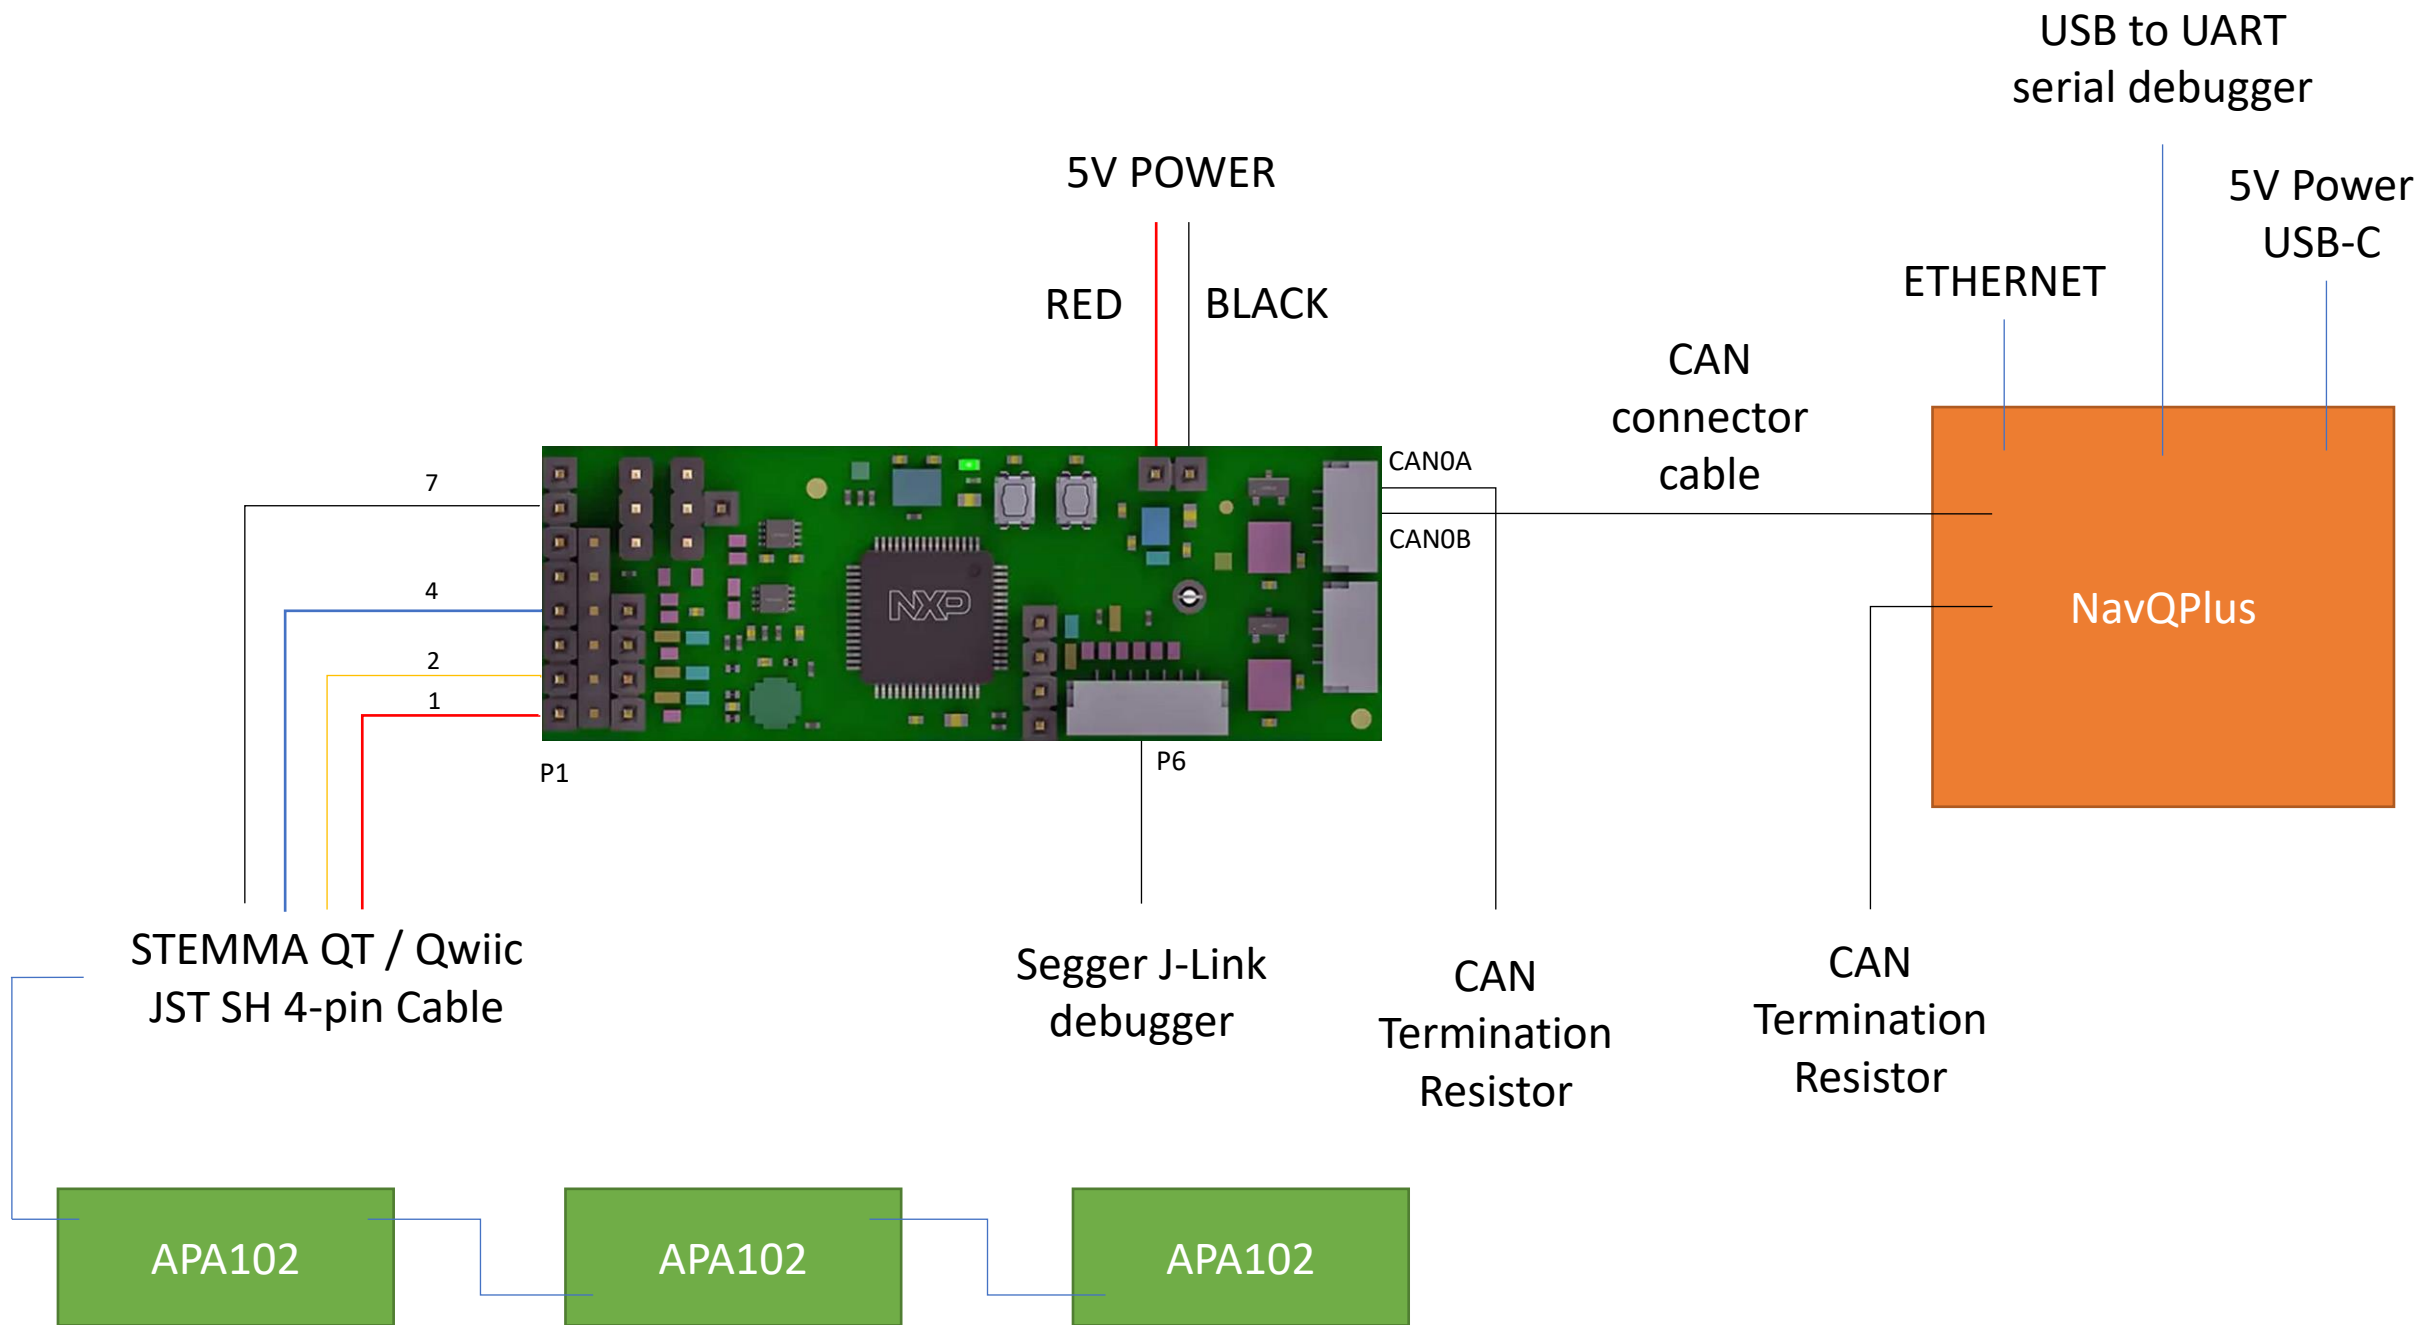 USB to UART
serial debugger
5V POWER
5V Power
USB-C
RED
BLACK
ETHERNET
CAN
connector
cable
CAN0A
CAN0B
7
4
2
1
NXP
NavQPlus
P1
P6
STEMMA QT / Qwiic
JST SH 4-pin Cable
Segger J-Link
debugger
CAN
Termination
Resistor
CAN
Termination
Resistor
APA102
APA102
APA102